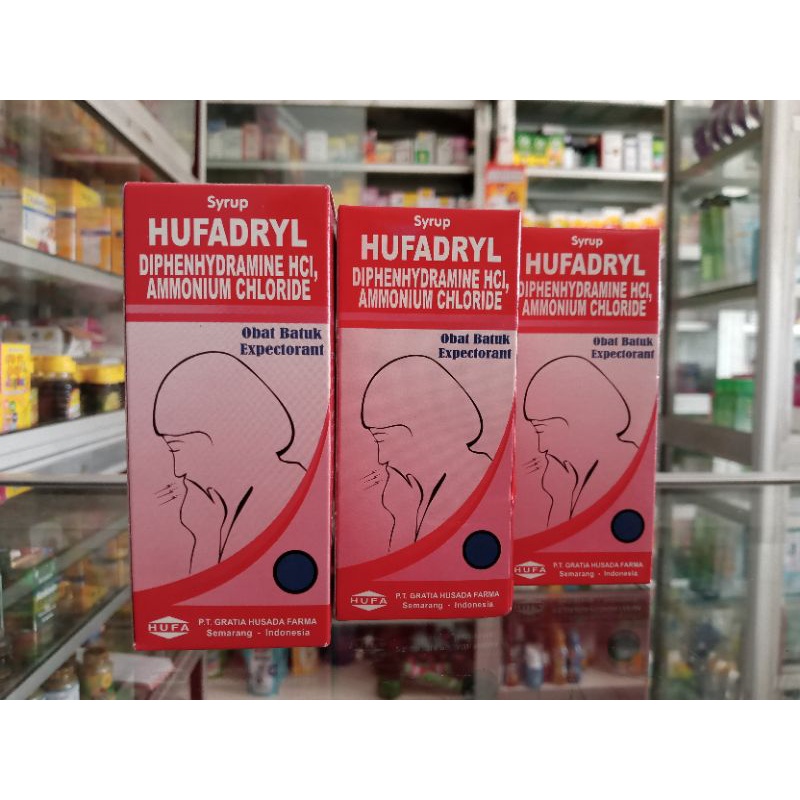 Syrup
HUFADRYL
DIPHENHYDRAMINE HCl,
AMMONIUM CHLORIDE
Obat Batuk
Expectorant
HUFA
P.T. GRATIA HUSADA FARMA
Semarang - Indonesia
Syrup
HUFADRYL
DIPHENHYDRAMINE HCl,
AMMONIUM CHLORIDE
Obat Batuk
Expectorant
HUFA
P.T. GRATIA HUSADA FARMA
Semarang - Indonesia
Syrup
HUFADRYL
DIPHENHYDRAMINE HCl,
AMMONIUM CHLORIDE
Obat Batuk
Expectorant
HUFA
P.T. GRATIA HUSADA FARMA
Semarang - Indonesia